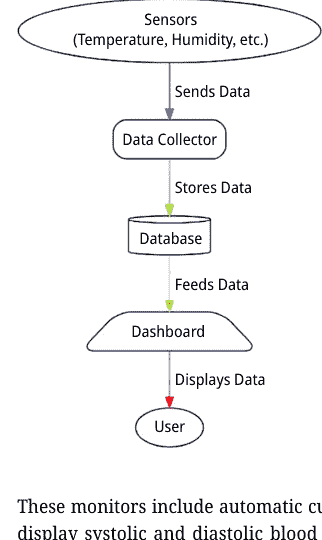 Sensors
(Temperature, Humidity, etc.)
Sends Data
Data Collector
Stores Data
Database
Feeds Data
Dashboard
Displays Data
User
These monitors include automatic
display systolic and diastolic blood